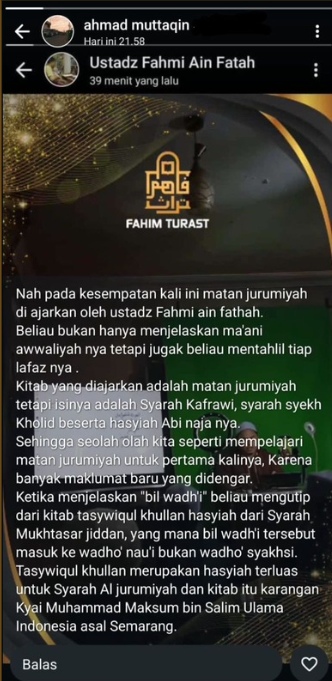 ahmad muttaqin
Hari ini 21.58
Ustadz Fahmi Ain Fatah
39 menit yang lalu
فاهم
تراث
FAHIM TURAST
Nah pada kesempatan kali ini matan jurumiyah
di ajarkan oleh ustadz Fahmi ain fathah.
Beliau bukan hanya menjelaskan ma'ani
awwaliyah nya tetapi jugak beliau mentahlil tiap
lafaz nya .
Kitab yang diajarkan adalah matan jurumiyah
tetapi isinya adalah Syarah Kafrawi, syarah syekh
Kholid beserta hasyiah Abi naja nya.
Sehingga seolah olah kita seperti mempelajari
matan jurumiyah untuk pertama kalinya, Karena
banyak maklumat baru yang didengar.
Ketika menjelaskan "bil wadh'i" beliau mengutip
dari kitab tasywiqul khullan hasyiah dari Syarah
Mukhtasar jiddan, yang mana bil wadh'i tersebut
masuk ke wadho' nau'i bukan wadho' syakhsi.
Tasywiqul khullan merupakan hasyiah terluas
untuk Syarah Al jurumiyah dan kitab itu karangan
Kyai Muhammad Maksum bin Salim Ulama
Indonesia asal Semarang.
Balas